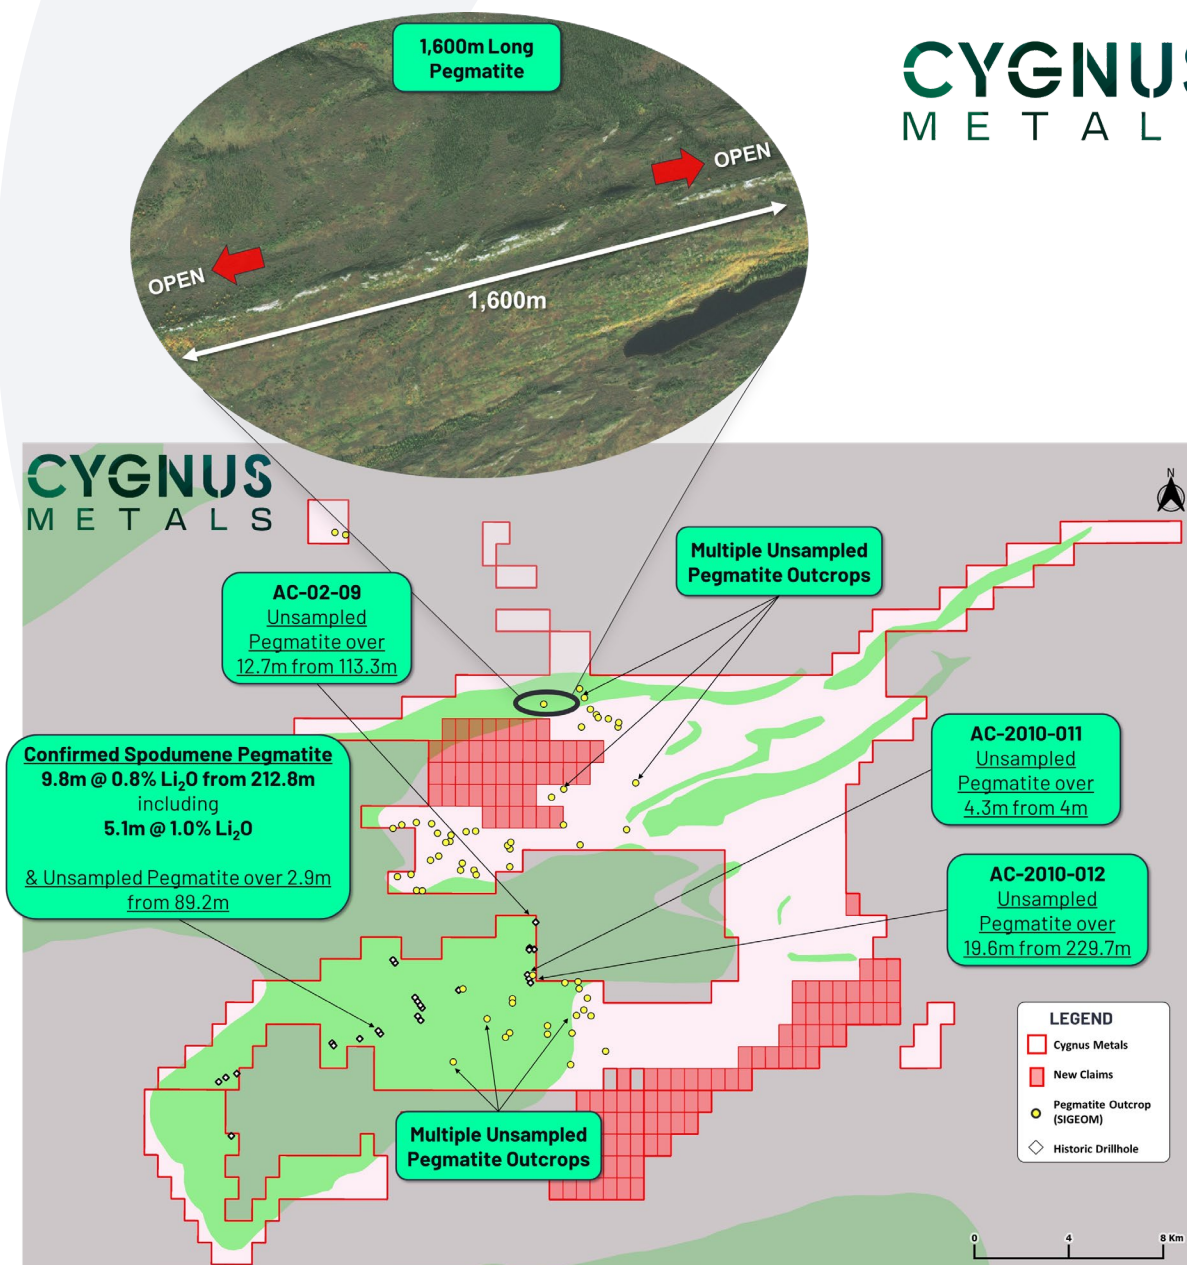 1,600m Long
Pegmatite
CYGNUS
METAL
OPEN
OPEN
1,600m
CYGNUS
METALS
N
Multiple Unsampled
Pegmatite Outcrops
AC-02-09
Unsampled
Pegmatite over
12.7m from 113.3m
Confirmed Spodumene Pegmatite
9.8m @ 0.8% Li₂O from 212.8m
including
5.1m @ 1.0% Li₂O
& Unsampled Pegmatite over 2.9m
from 89.2m
AC-2010-011
Unsampled
Pegmatite over
4.3m from 4m
AC-2010-012
Unsampled
Pegmatite over
19.6m from 229.7m
Multiple Unsampled
Pegmatite Outcrops
LEGEND
Cygnus Metals
New Claims
Pegmatite Outcrop
(SIGEOM)
Historic Drillhole
0 4 8 Km